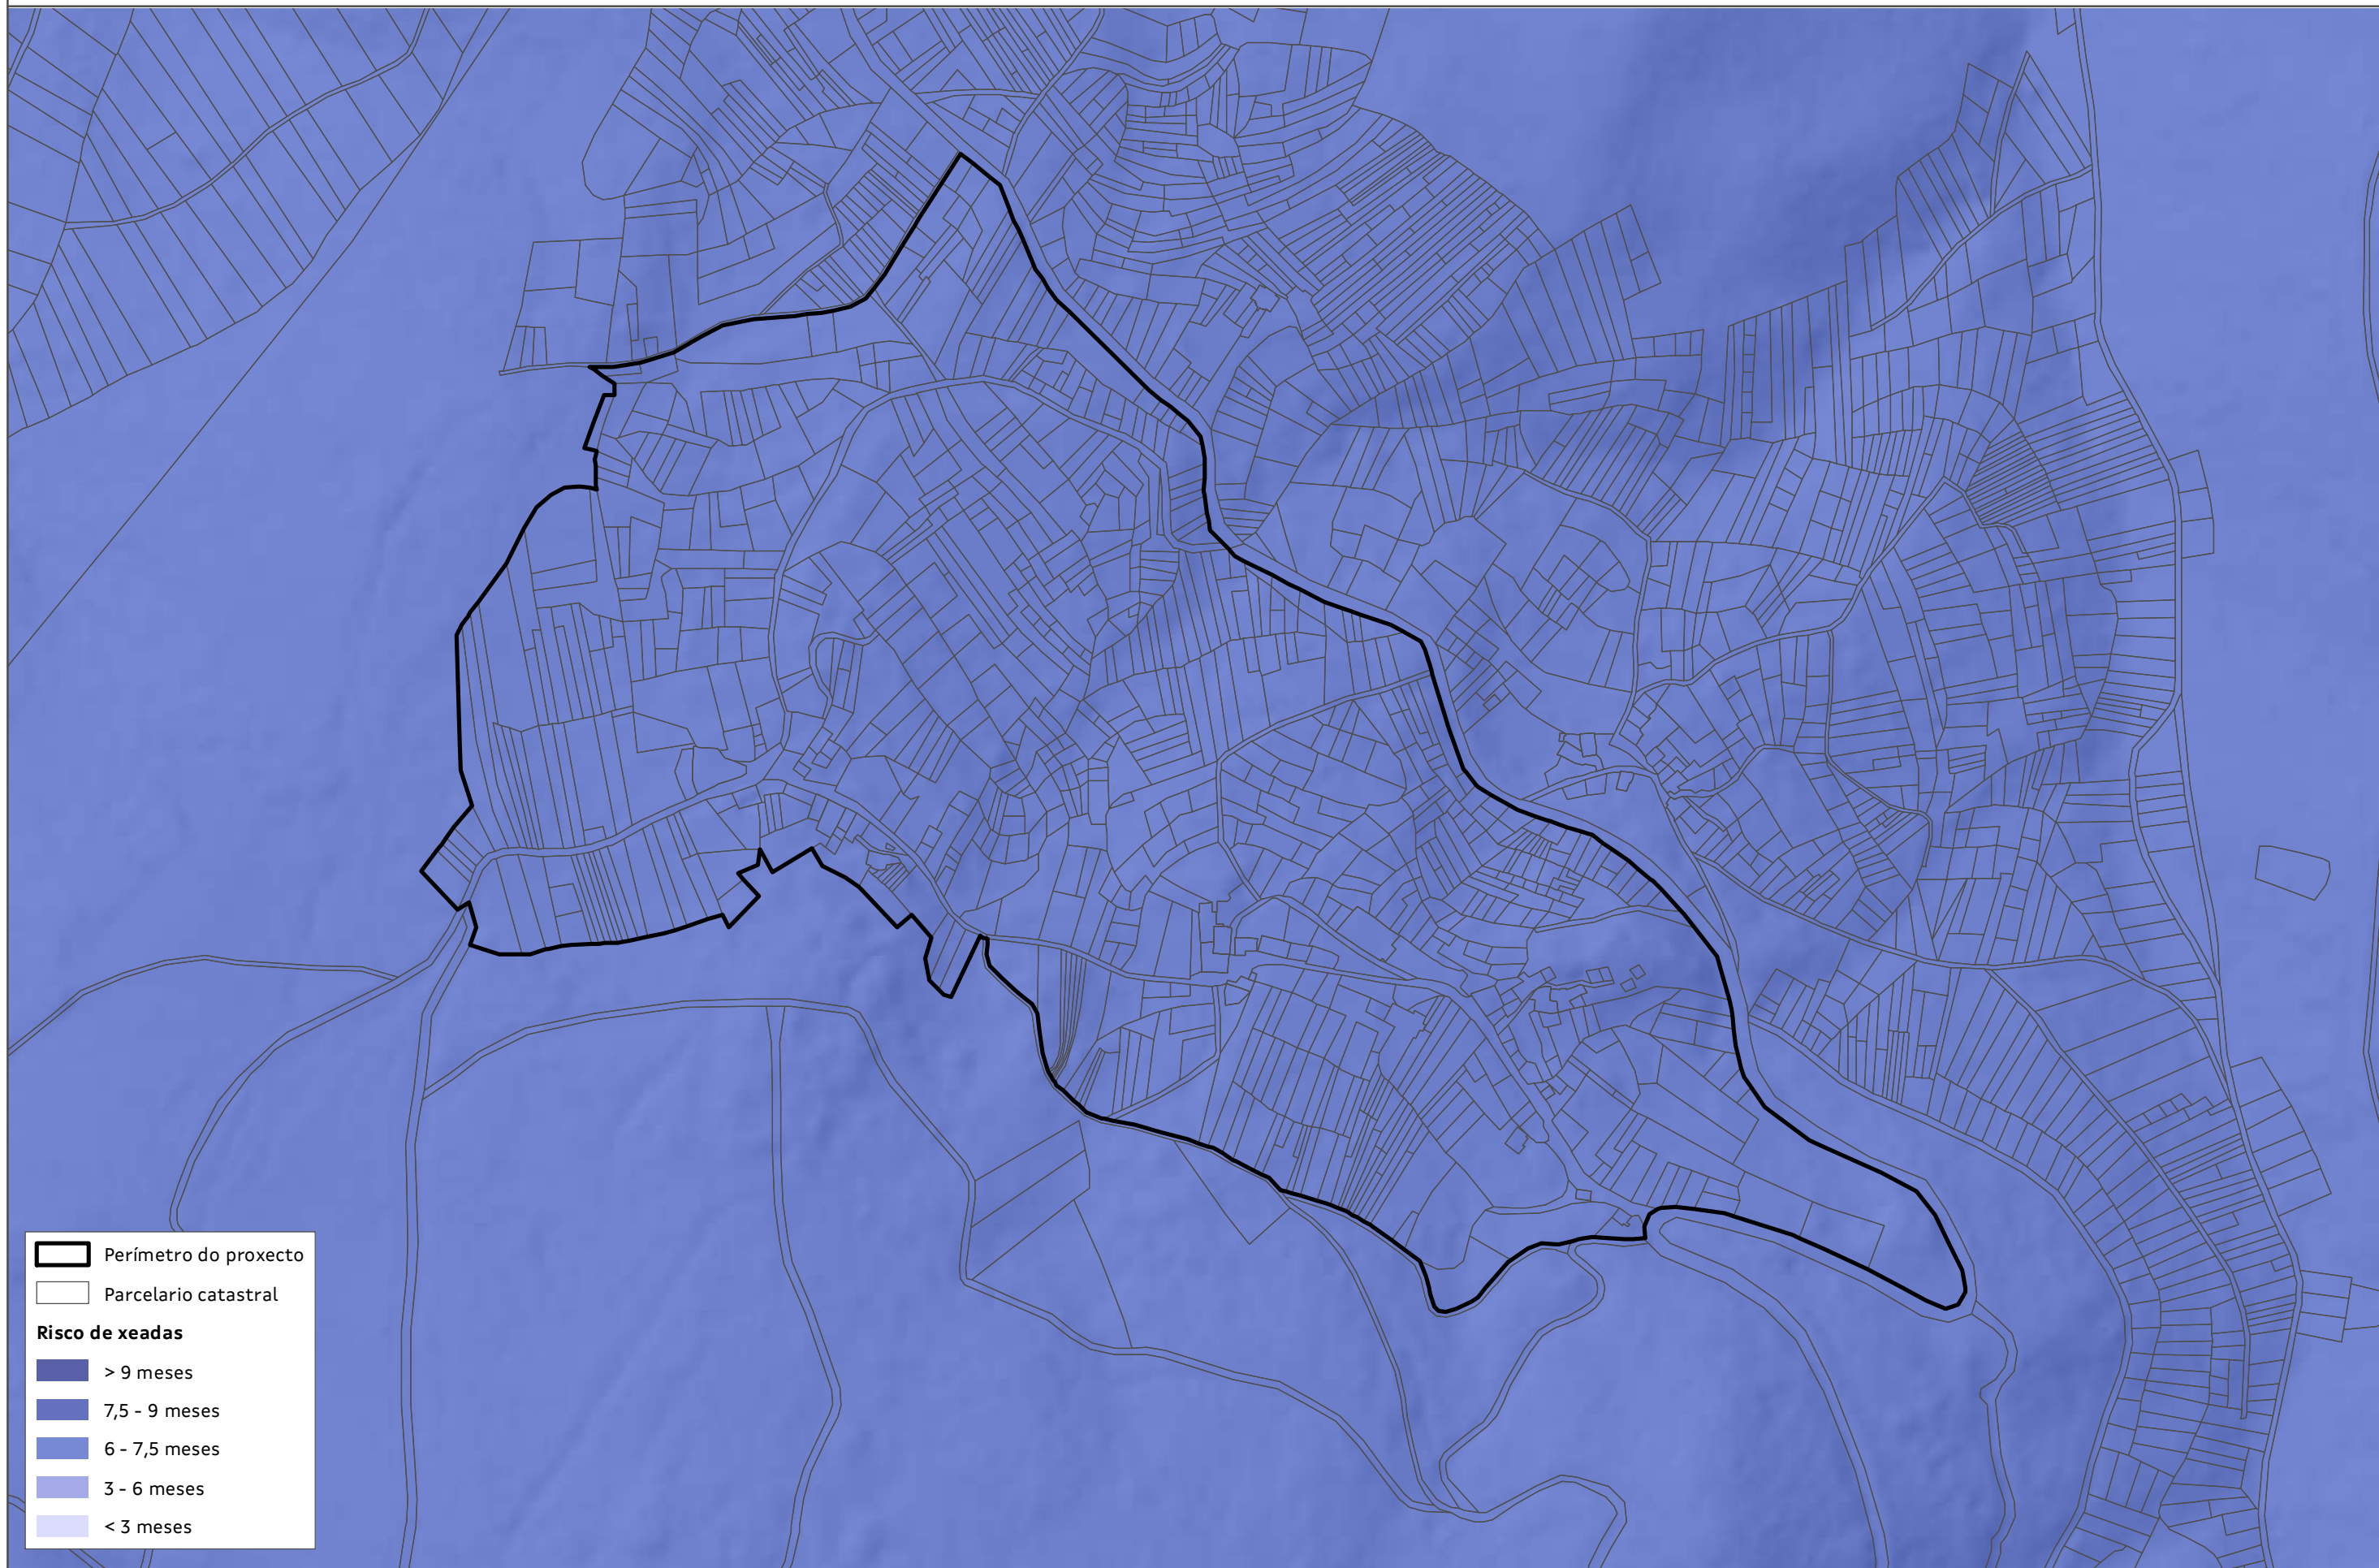 Perímetro do proxecto
Parcelario catastral
Risco de xeadas
> 9 meses
7,5 - 9 meses
6 - 7,5 meses
3 - 6 meses
< 3 meses